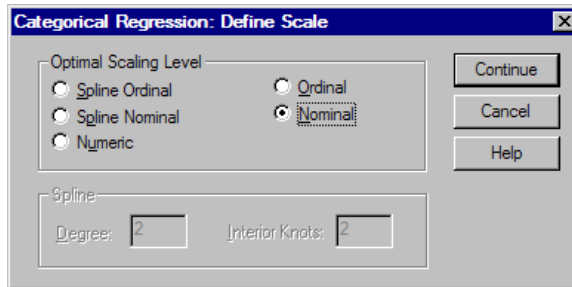 Categorical Regression: Define Scale
Optimal Scaling Level
Spline Ordinal
Ordinal
Spline Nominal
Nominal
Numeric
Continue
Cancel
Help
Spline
Degree: 2 Interior Knots: 2